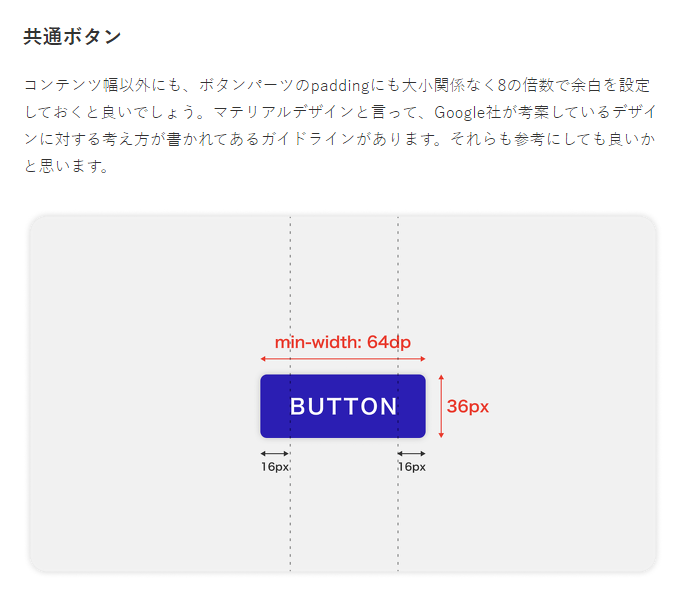 共通ボタン
コンテンツ幅以外にも、ボタンパーツのpaddingにも大小関係なく8の倍数で余白を設定
しておくと良いでしょう。マテリアルデザインと言って、Google社が考案しているデザイ
ンに対する考え方が書かれてあるガイドラインがあります。それらも参考にしても良いか
と思います。
min-width: 64dp
BUTTON
36px
16px
16px